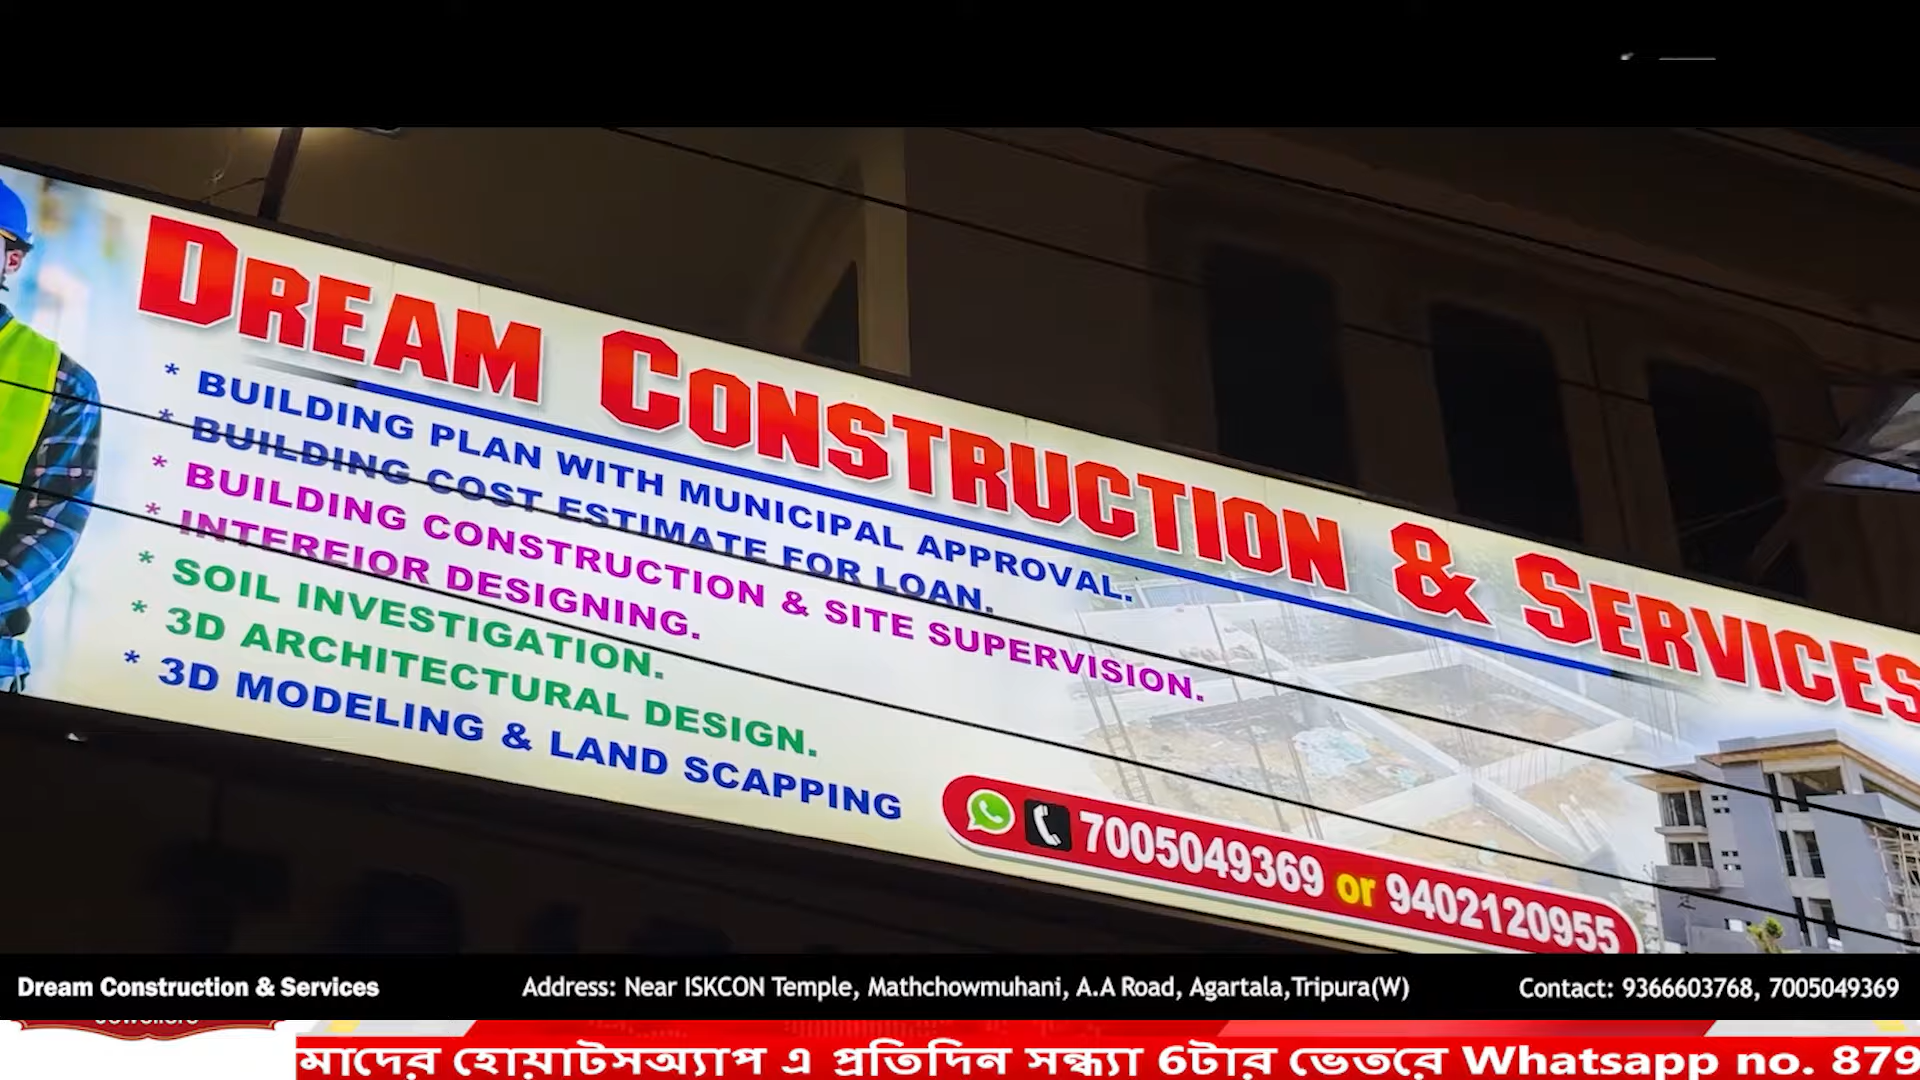 DREAM CONSTRUCTION & SERVICES
* BUILDING PLAN WITH MUNICIPAL APPROVAL.
* BUILDING COST ESTIMATE FOR LOAN.
* BUILDING CONSTRUCTION & SITE SUPERVISION.
* INTEREIOR DESIGNING.
* SOIL INVESTIGATION.
* 3D ARCHITECTURAL DESIGN.
* 3D MODELING & LAND SCAPPING
7005049369 or 9402120955
Dream Construction & Services Address: Near ISKCON Temple, Mathchowmuhani, A.A Road, Agartala,Tripura(W) Contact: 9366603768, 7005049369
মাদের হোয়াটসঅ্যাপ এ প্রতিদিন সন্ধ্যা 6টার ভেতরে Whatsapp no. 879